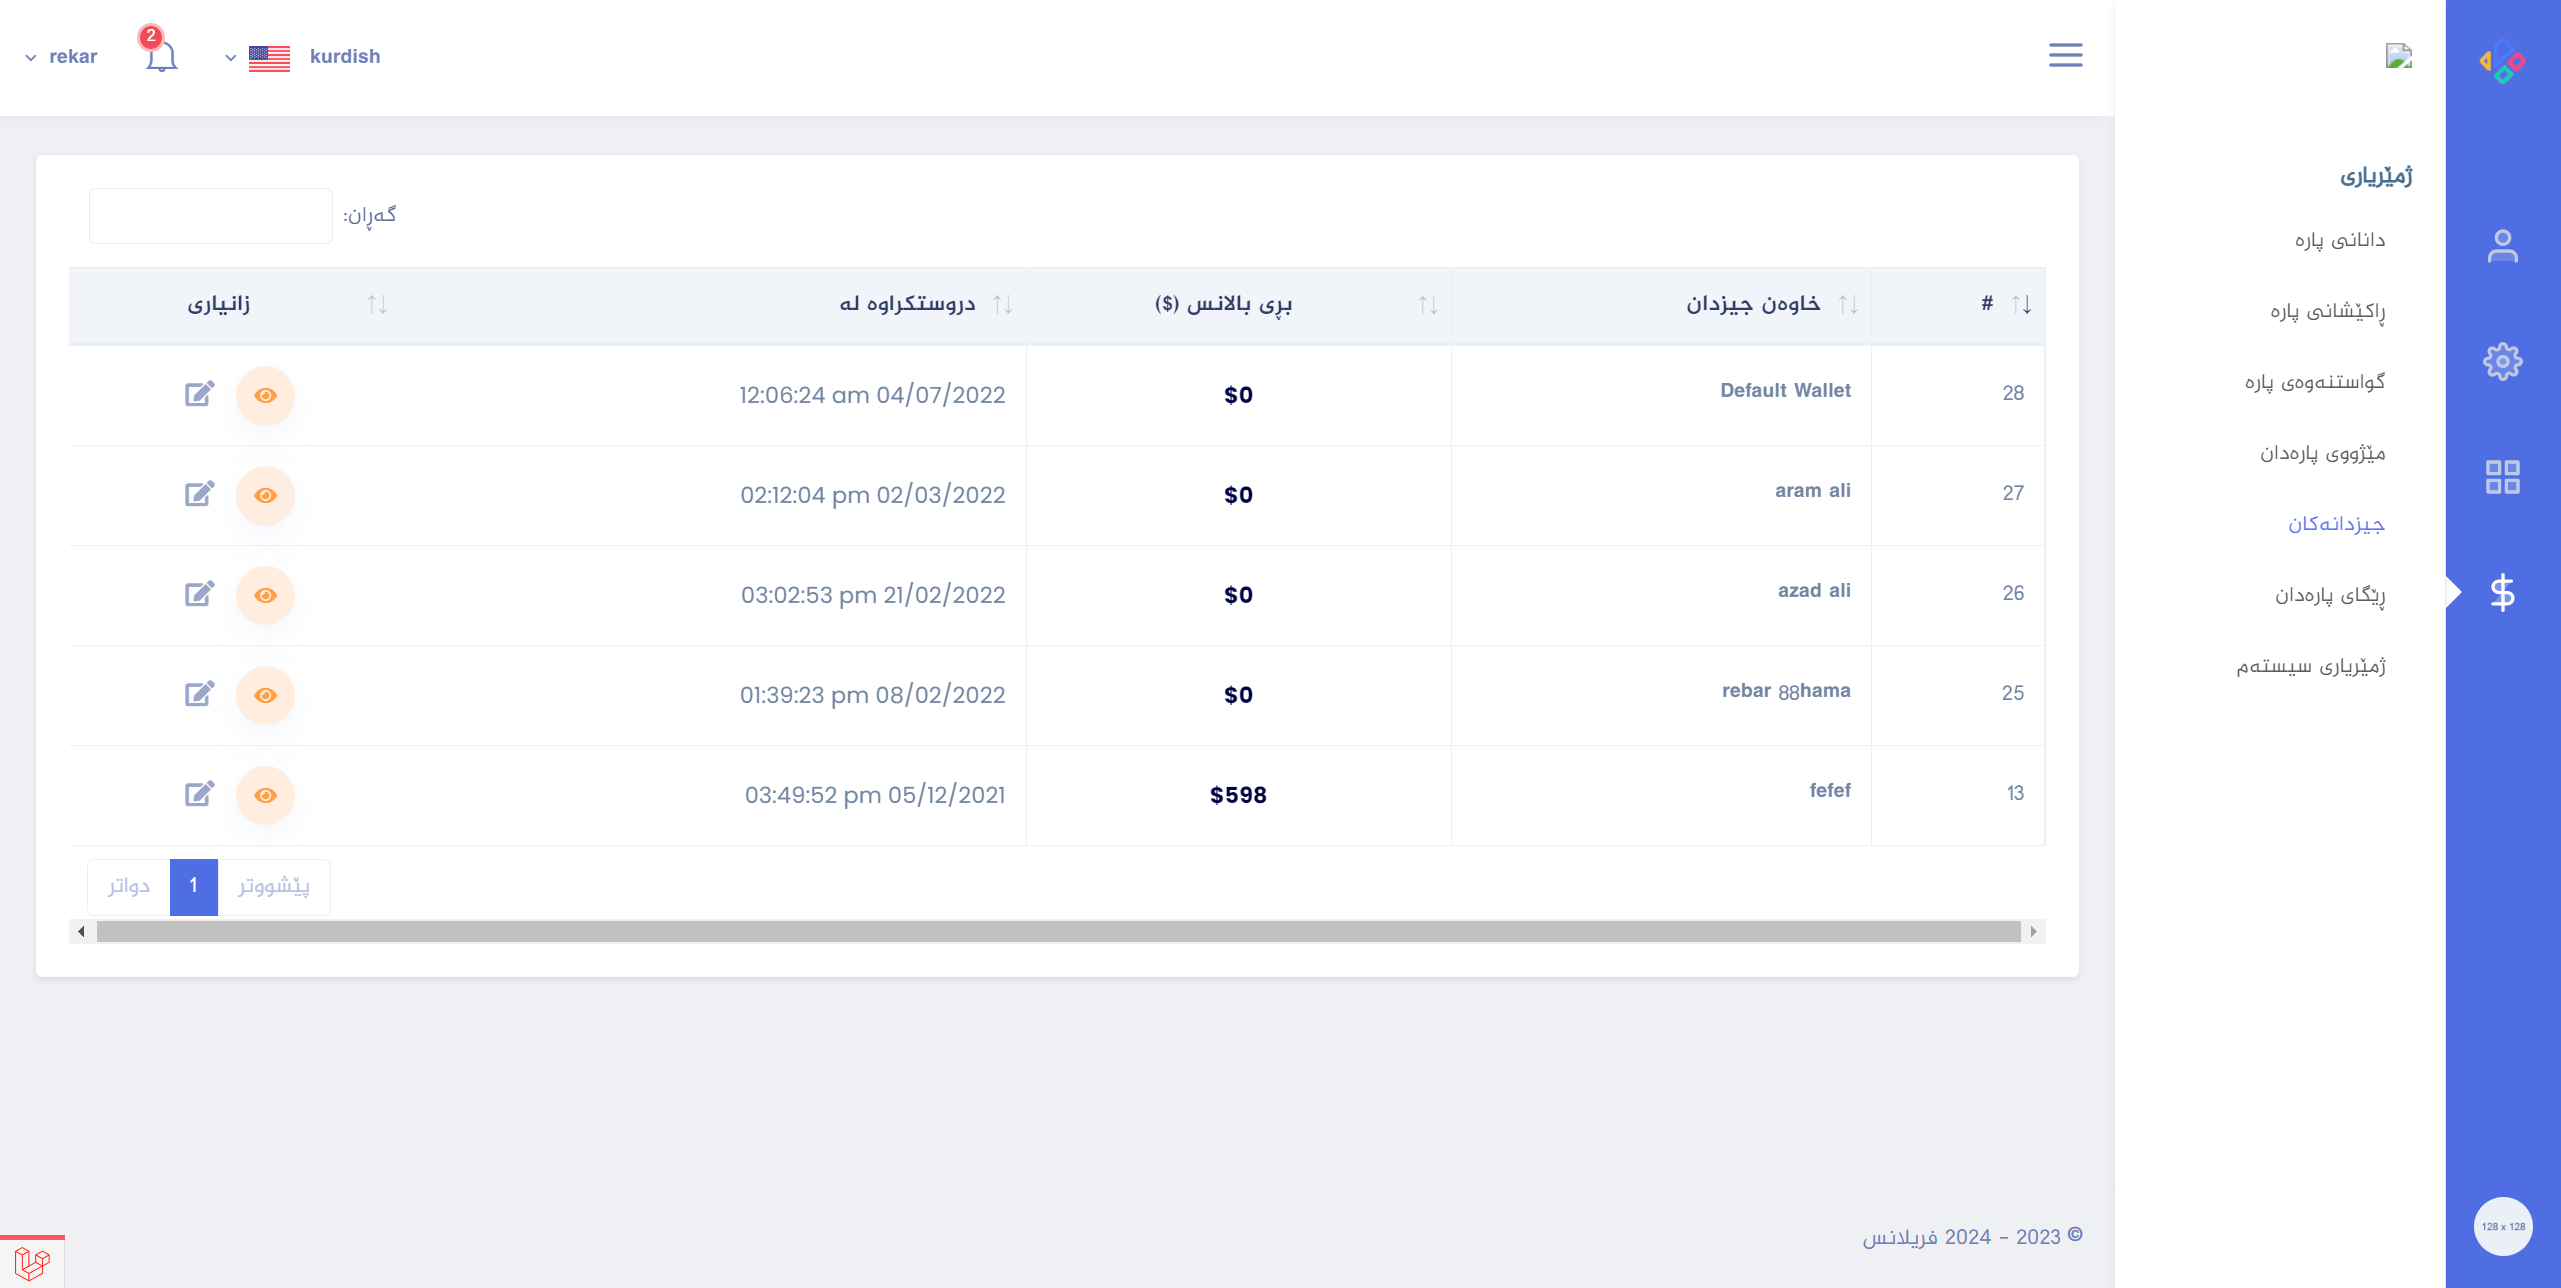 kurdish
2
rekar
ژمێریاری
دانانی پارە
ڕاکێشانی پارە
گواستنەوەی پارە
مێژووی پارەدان
جیزدانەکان
ڕێگای پارەدان
ژمێریاری سیستەم
128 x 128
گەڕان:
# خاوەن جیزدان بڕی بالانس ($) دروستکراوە لە زانیاری
28 Default Wallet $0 12:06:24 am 04/07/2022
27 aram ali $0 02:12:04 pm 02/03/2022
26 azad ali $0 03:02:53 pm 21/02/2022
25 rebar 88hama $0 01:39:23 pm 08/02/2022
13 fefef $598 03:49:52 pm 05/12/2021
پێشووتر 1 دواتر
© 2023 - 2024 فریلانس